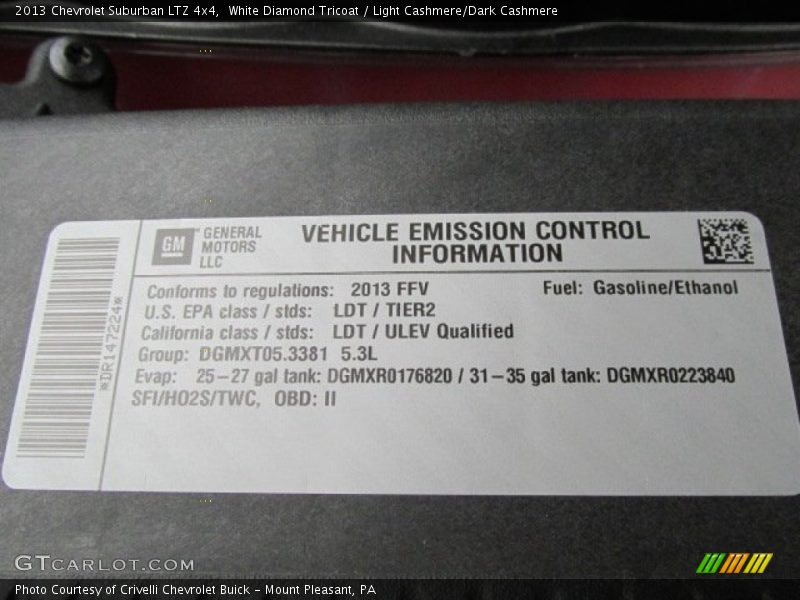 2013 Chevrolet Suburban LTZ 4x4, White Diamond Tricoat / Light Cashmere/Dark Cashmere
GM
GENERAL
MOTORS
LLC
VEHICLE EMISSION CONTROL
INFORMATION
*DR147224*
Conforms to regulations: 2013 FFV Fuel: Gasoline/Ethanol
U.S. EPA class / stds: LDT / TIER2
California class / stds: LDT / ULEV Qualified
Group: DGMXT05.3381 5.3L
Evap: 25-27 gal tank: DGMXR0176820 / 31-35 gal tank: DGMXR0223840
SFI/HO2S/TWC, OBD: II
GTCARLOT.COM
Photo Courtesy of Crivelli Chevrolet Buick - Mount Pleasant, PA